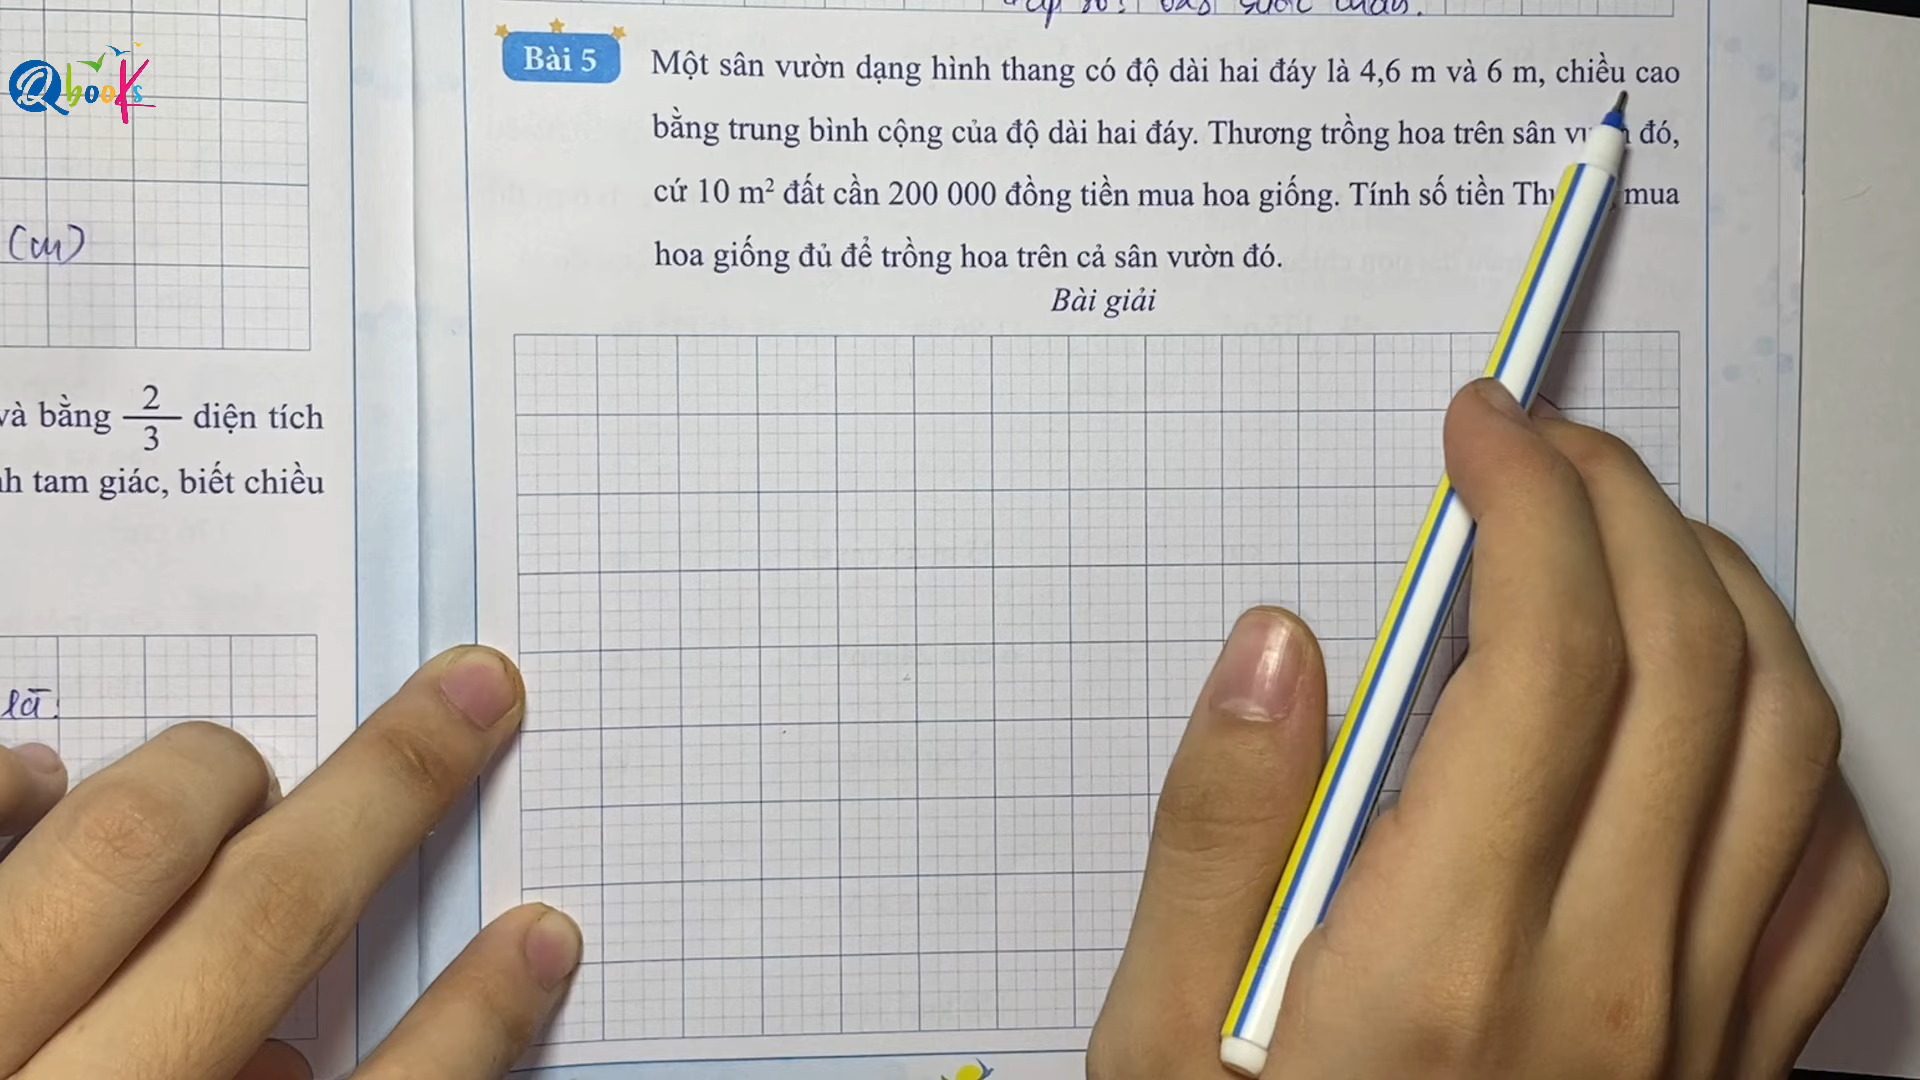 Qbooks
Bài 5
Một sân vườn dạng hình thang có độ dài hai đáy là 4,6 m và 6 m, chiều cao
bằng trung bình cộng của độ dài hai đáy. Thương trồng hoa trên sân đó,
cứ 10 m² đất cần 200 000 đồng tiền mua hoa giống. Tính số tiền mua
hoa giống đủ để trồng hoa trên cả sân vườn đó.
Bài giải
(cm)
và bằng 2/3 diện tích
tam giác, biết chiều
là: